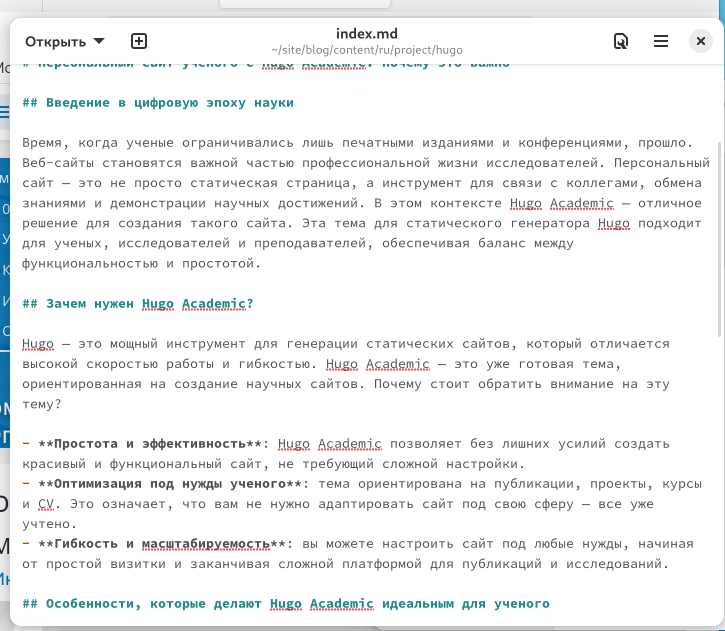 Открыть
index.md
~/site/blog/content/ru/project/hugo
# Персональный сайт ученого с Hugo Academic: почему это важно
## Введение в цифровую эпоху науки
Время, когда ученые ограничивались лишь печатными изданиями и конференциями, прошло.
Веб-сайты становятся важной частью профессиональной жизни исследователей. Персональный
сайт — это не просто статическая страница, а инструмент для связи с коллегами, обмена
знаниями и демонстрации научных достижений. В этом контексте Hugo Academic — отличное
решение для создания такого сайта. Эта тема для статического генератора Hugo подходит
для ученых, исследователей и преподавателей, обеспечивая баланс между
функциональностью и простотой.
## Зачем нужен Hugo Academic?
Hugo — это мощный инструмент для генерации статических сайтов, который отличается
высокой скоростью работы и гибкостью. Hugo Academic — это уже готовая тема,
ориентированная на создание научных сайтов. Почему стоит обратить внимание на эту
тему?
- **Простота и эффективность**: Hugo Academic позволяет без лишних усилий создать
красивый и функциональный сайт, не требующий сложной настройки.
- **Оптимизация под нужды ученого**: тема ориентирована на публикации, проекты, курсы
и CV. Это означает, что вам не нужно адаптировать сайт под свою сферу — все уже
учтено.
- **Гибкость и масштабируемость**: вы можете настроить сайт под любые нужды, начиная
от простой визитки и заканчивая сложной платформой для публикаций и исследований.
## Особенности, которые делают Hugo Academic идеальным для ученого